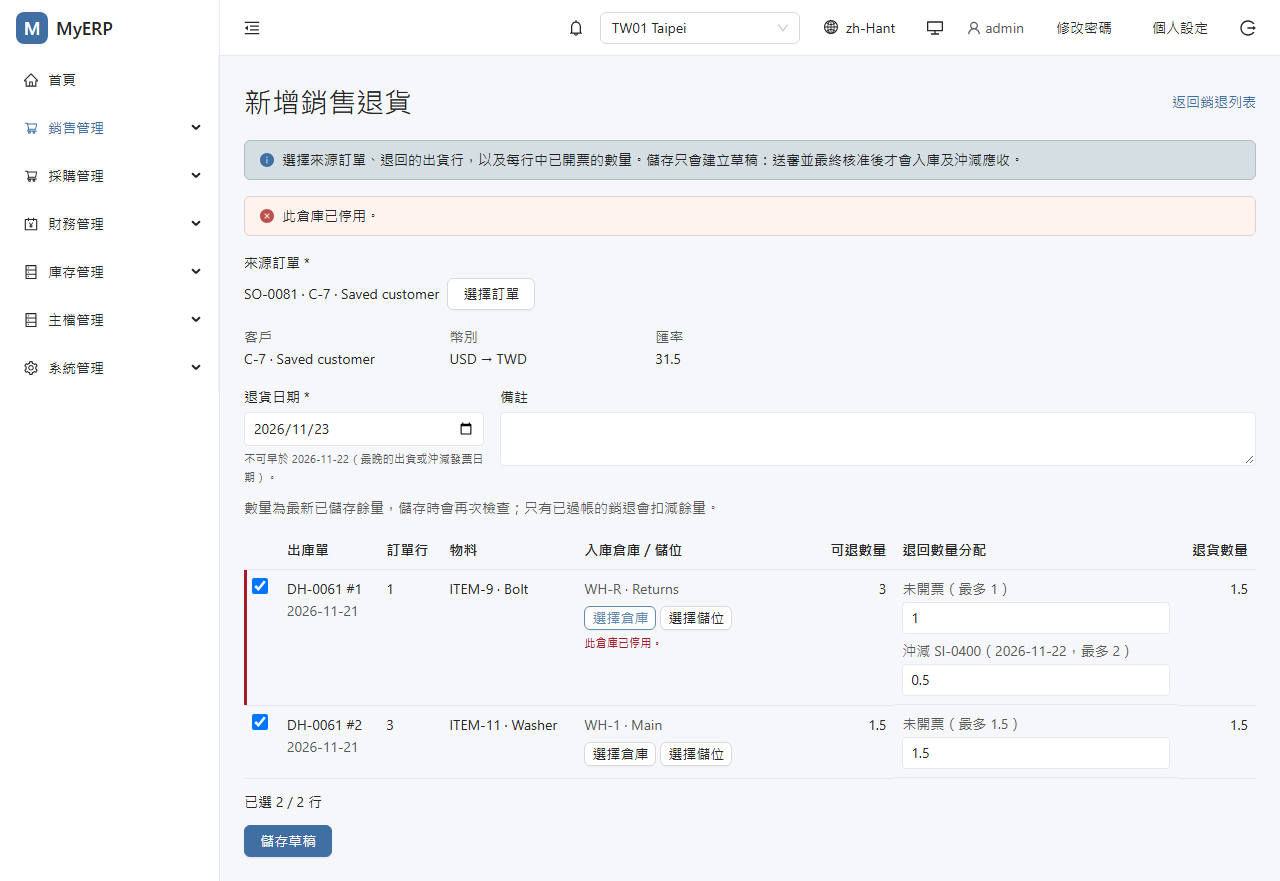 M MyERP
TW01 Taipei
zh-Hant
admin
修改密碼
個人設定
首頁
銷售管理
採購管理
財務管理
庫存管理
主檔管理
系統管理
新增銷售退貨
返回銷退列表
選擇來源訂單、退回的出貨行，以及每行中已開票的數量。儲存只會建立草稿：送審並最終核准後才會入庫及沖減應收。
此倉庫已停用。
來源訂單 *
SO-0081 · C-7 · Saved customer 選擇訂單
客戶 幣別 匯率
C-7 · Saved customer USD → TWD 31.5
退貨日期 * 備註
2026/11/23
不可早於 2026-11-22（最晚的出貨或沖減發票日
期）。
數量為最新已儲存餘量，儲存時會再次檢查；只有已過帳的銷退會扣減餘量。
出庫單 訂單行 物料 入庫倉庫 / 儲位 可退數量 退回數量分配 退貨數量
DH-0061 #1 1 ITEM-9 · Bolt WH-R · Returns 3 未開票（最多 1 ） 1.5
2026-11-21 選擇倉庫 選擇儲位 1
此倉庫已停用。
沖減 SI-0400（2026-11-22，最多 2 ）
0.5
DH-0061 #2 3 ITEM-11 · Washer WH-1 · Main 1.5 未開票（最多 1.5 ） 1.5
2026-11-21 選擇倉庫 選擇儲位 1.5
已選 2 / 2 行
儲存草稿